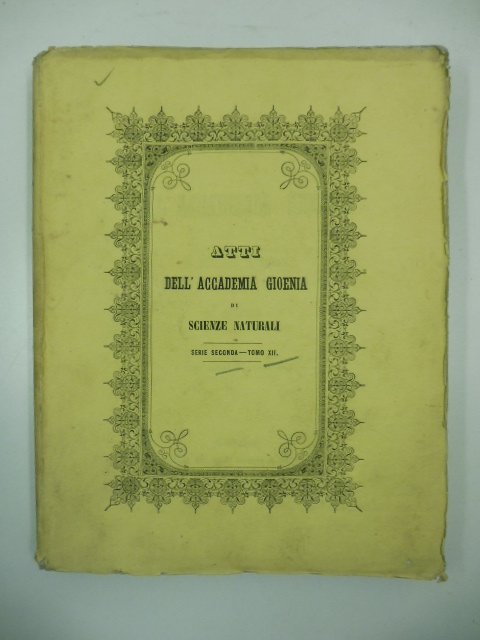 ATTI
DELL' ACCADEMIA GIOENIA
DI
SCIENZE NATURALI
SERIE SECONDA — TOMO XII.